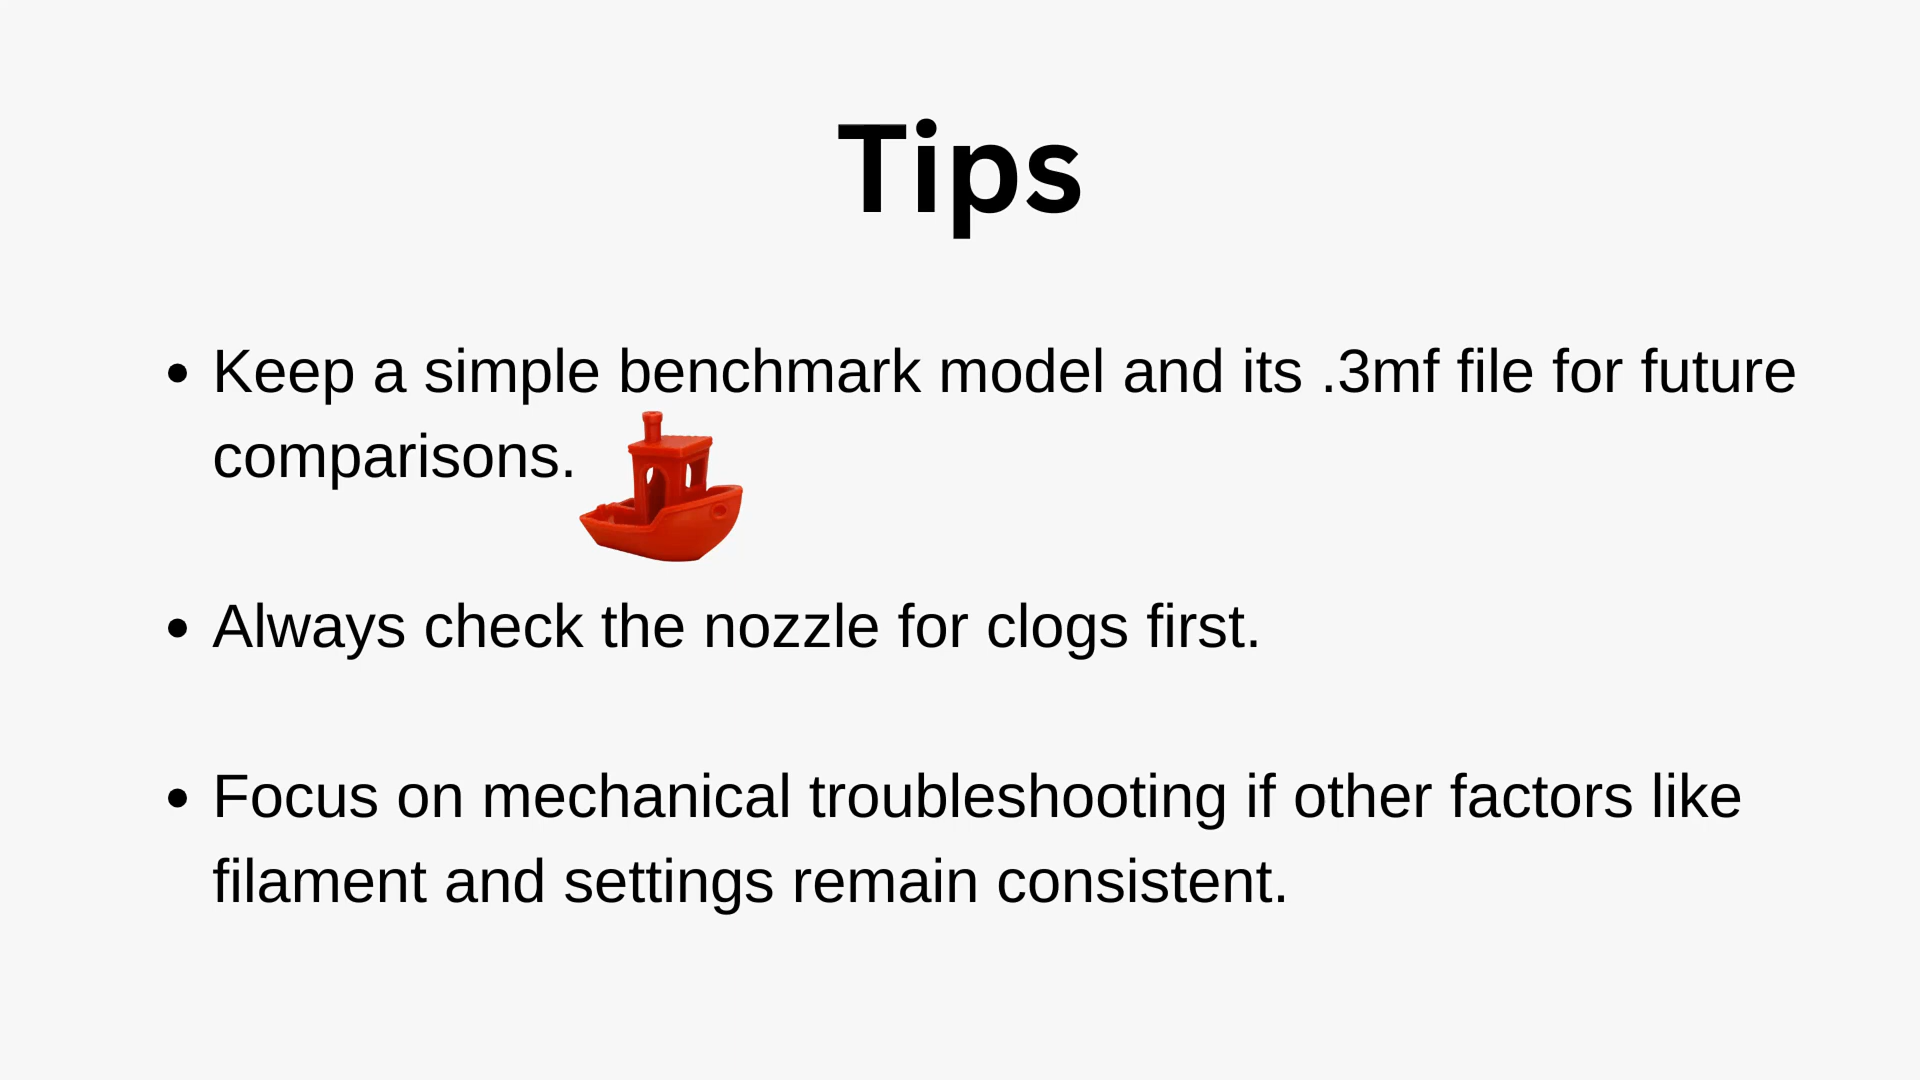 Tips
• Keep a simple benchmark model and its .3mf file for future
comparisons.
• Always check the nozzle for clogs first.
• Focus on mechanical troubleshooting if other factors like
filament and settings remain consistent.